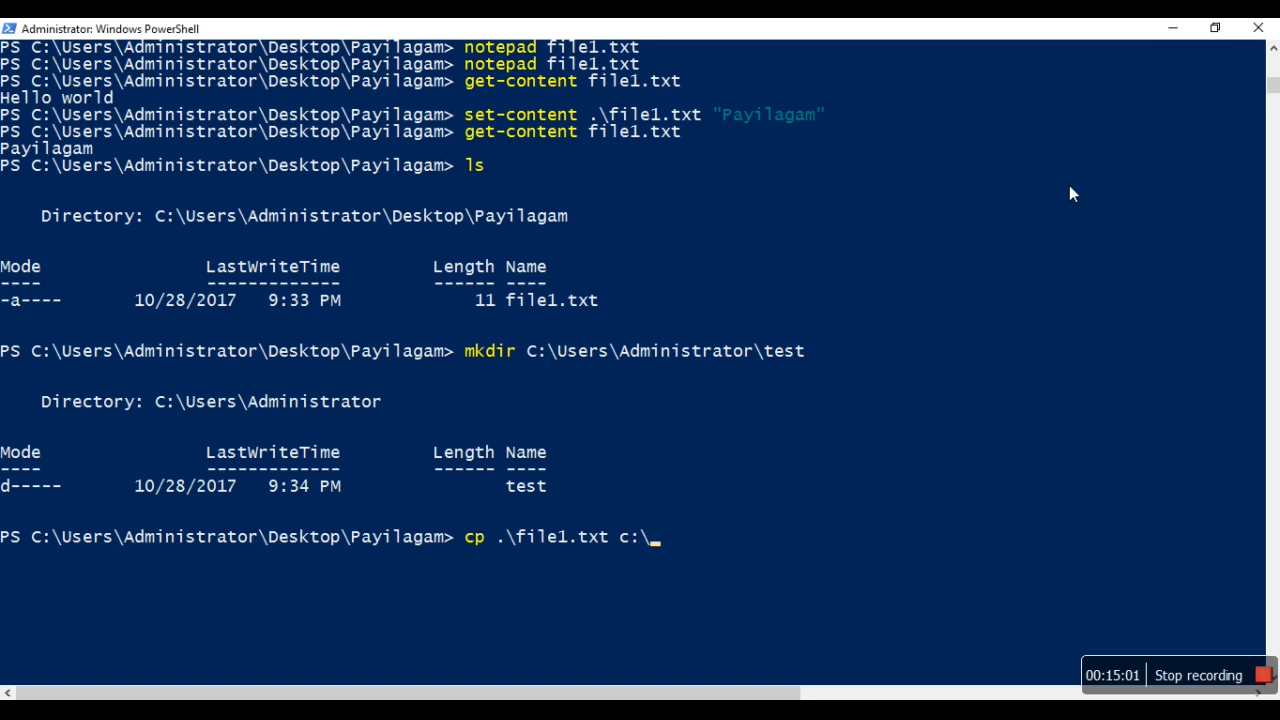 Administrator: Windows PowerShell
PS C:\Users\Administrator\Desktop\Payilagam> notepad file1.txt
PS C:\Users\Administrator\Desktop\Payilagam> notepad file1.txt
PS C:\Users\Administrator\Desktop\Payilagam> get-content file1.txt
Hello world
PS C:\Users\Administrator\Desktop\Payilagam> set-content .\file1.txt "Payilagam"
PS C:\Users\Administrator\Desktop\Payilagam> get-content file1.txt
Payilagam
PS C:\Users\Administrator\Desktop\Payilagam> ls
Directory: C:\Users\Administrator\Desktop\Payilagam
Mode LastWriteTime Length Name
---- ------------- ------ ----
-a---- 10/28/2017 9:33 PM 11 file1.txt
PS C:\Users\Administrator\Desktop\Payilagam> mkdir C:\Users\Administrator\test
Directory: C:\Users\Administrator
Mode LastWriteTime Length Name
---- ------------- ------ ----
d----- 10/28/2017 9:34 PM test
PS C:\Users\Administrator\Desktop\Payilagam> cp .\file1.txt c:\
00:15:01 Stop recording